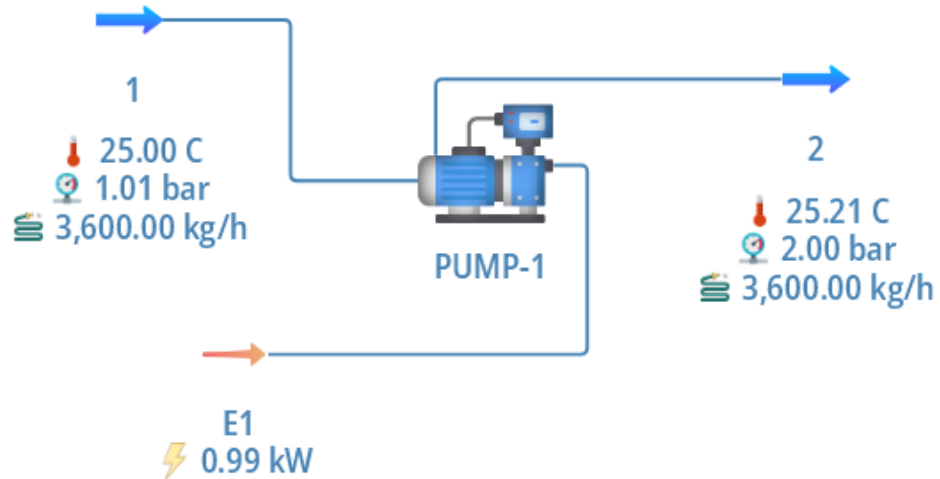 1
25.00 C
1.01 bar
3,600.00 kg/h
PUMP-1
2
25.21 C
2.00 bar
3,600.00 kg/h
E1
0.99 kW